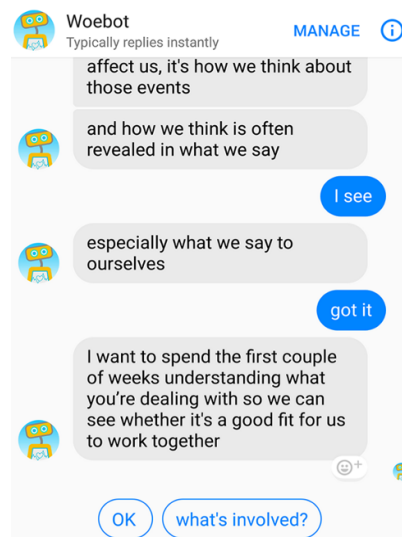 Woebot
Typically replies instantly
MANAGE
affect us, it's how we think about
those events
and how we think is often
revealed in what we say
I see
especially what we say to
ourselves
got it
I want to spend the first couple
of weeks understanding what
you're dealing with so we can
see whether it's a good fit for us
to work together
OK
what's involved?